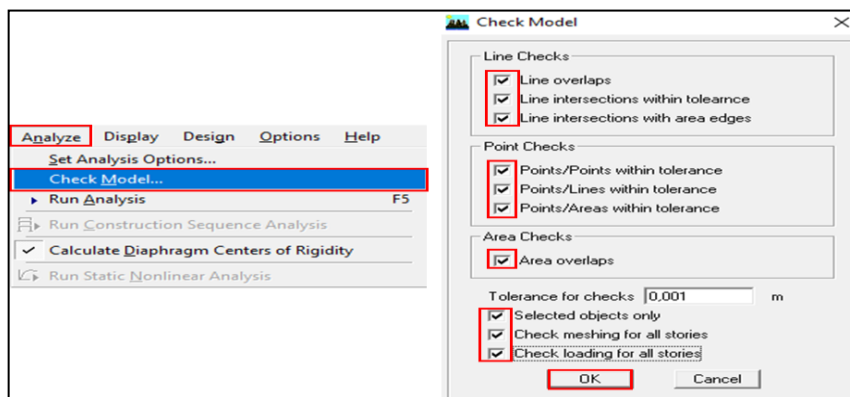 Analyze Display Design Options Help
Set Analysis Options...
Check Model...
Run Analysis F5
Run Construction Sequence Analysis
Calculate Diaphragm Centers of Rigidity
Run Static Nonlinear Analysis
Check Model
Line Checks
Line overlaps
Line intersections within tolearnce
Line intersections with area edges
Point Checks
Points/Points within tolerance
Points/Lines within tolerance
Points/Areas within tolerance
Area Checks
Area overlaps
Tolerance for checks 0,001 m
Selected objects only
Check meshing for all stories
Check loading for all stories
OK Cancel